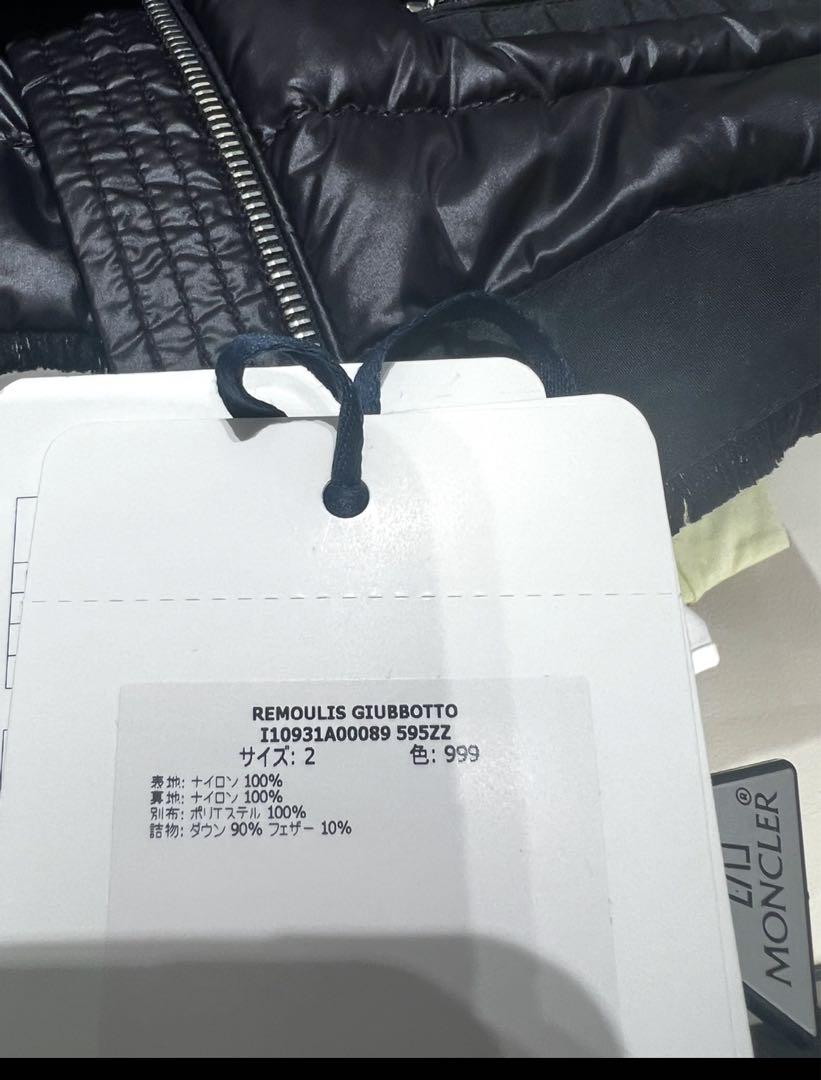 REMOULIS GIUBBOTTO
I10931A00089 595ZZ
サイズ: 2 色: 999
表地: ナイロン 100%
裏地: ナイロン 100%
別布: ポリエステル 100%
詰物: ダウン 90% フェザー 10%
MONCLER ®